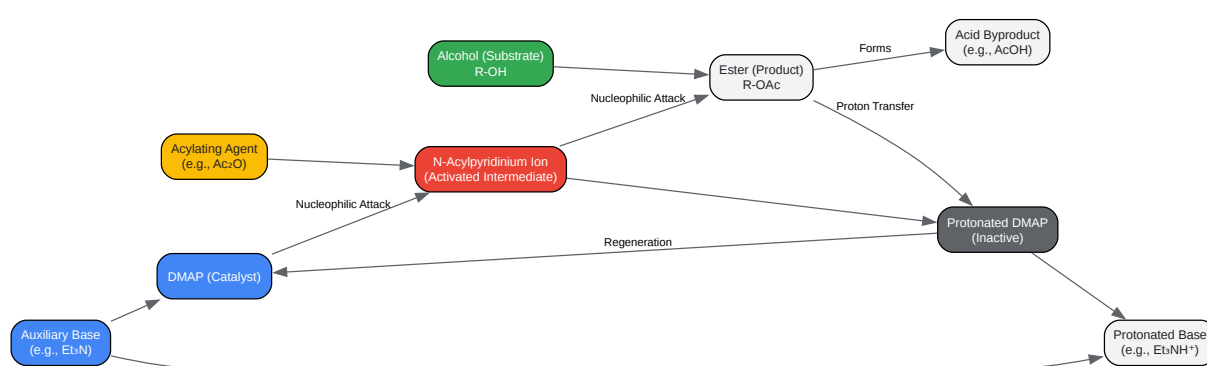 Acid Byproduct
(e.g., AcOH)
Forms
Alcohol (Substrate)
R-OH
Ester (Product)
R-OAc
Nucleophilic Attack
Proton Transfer
Acylating Agent
(e.g., Ac₂O)
N-Acylpyridinium Ion
(Activated Intermediate)
Nucleophilic Attack
Protonated DMAP
(Inactive)
Regeneration
DMAP (Catalyst)
Auxiliary Base
(e.g., Et₃N)
Protonated Base
(e.g., Et₃NH⁺)